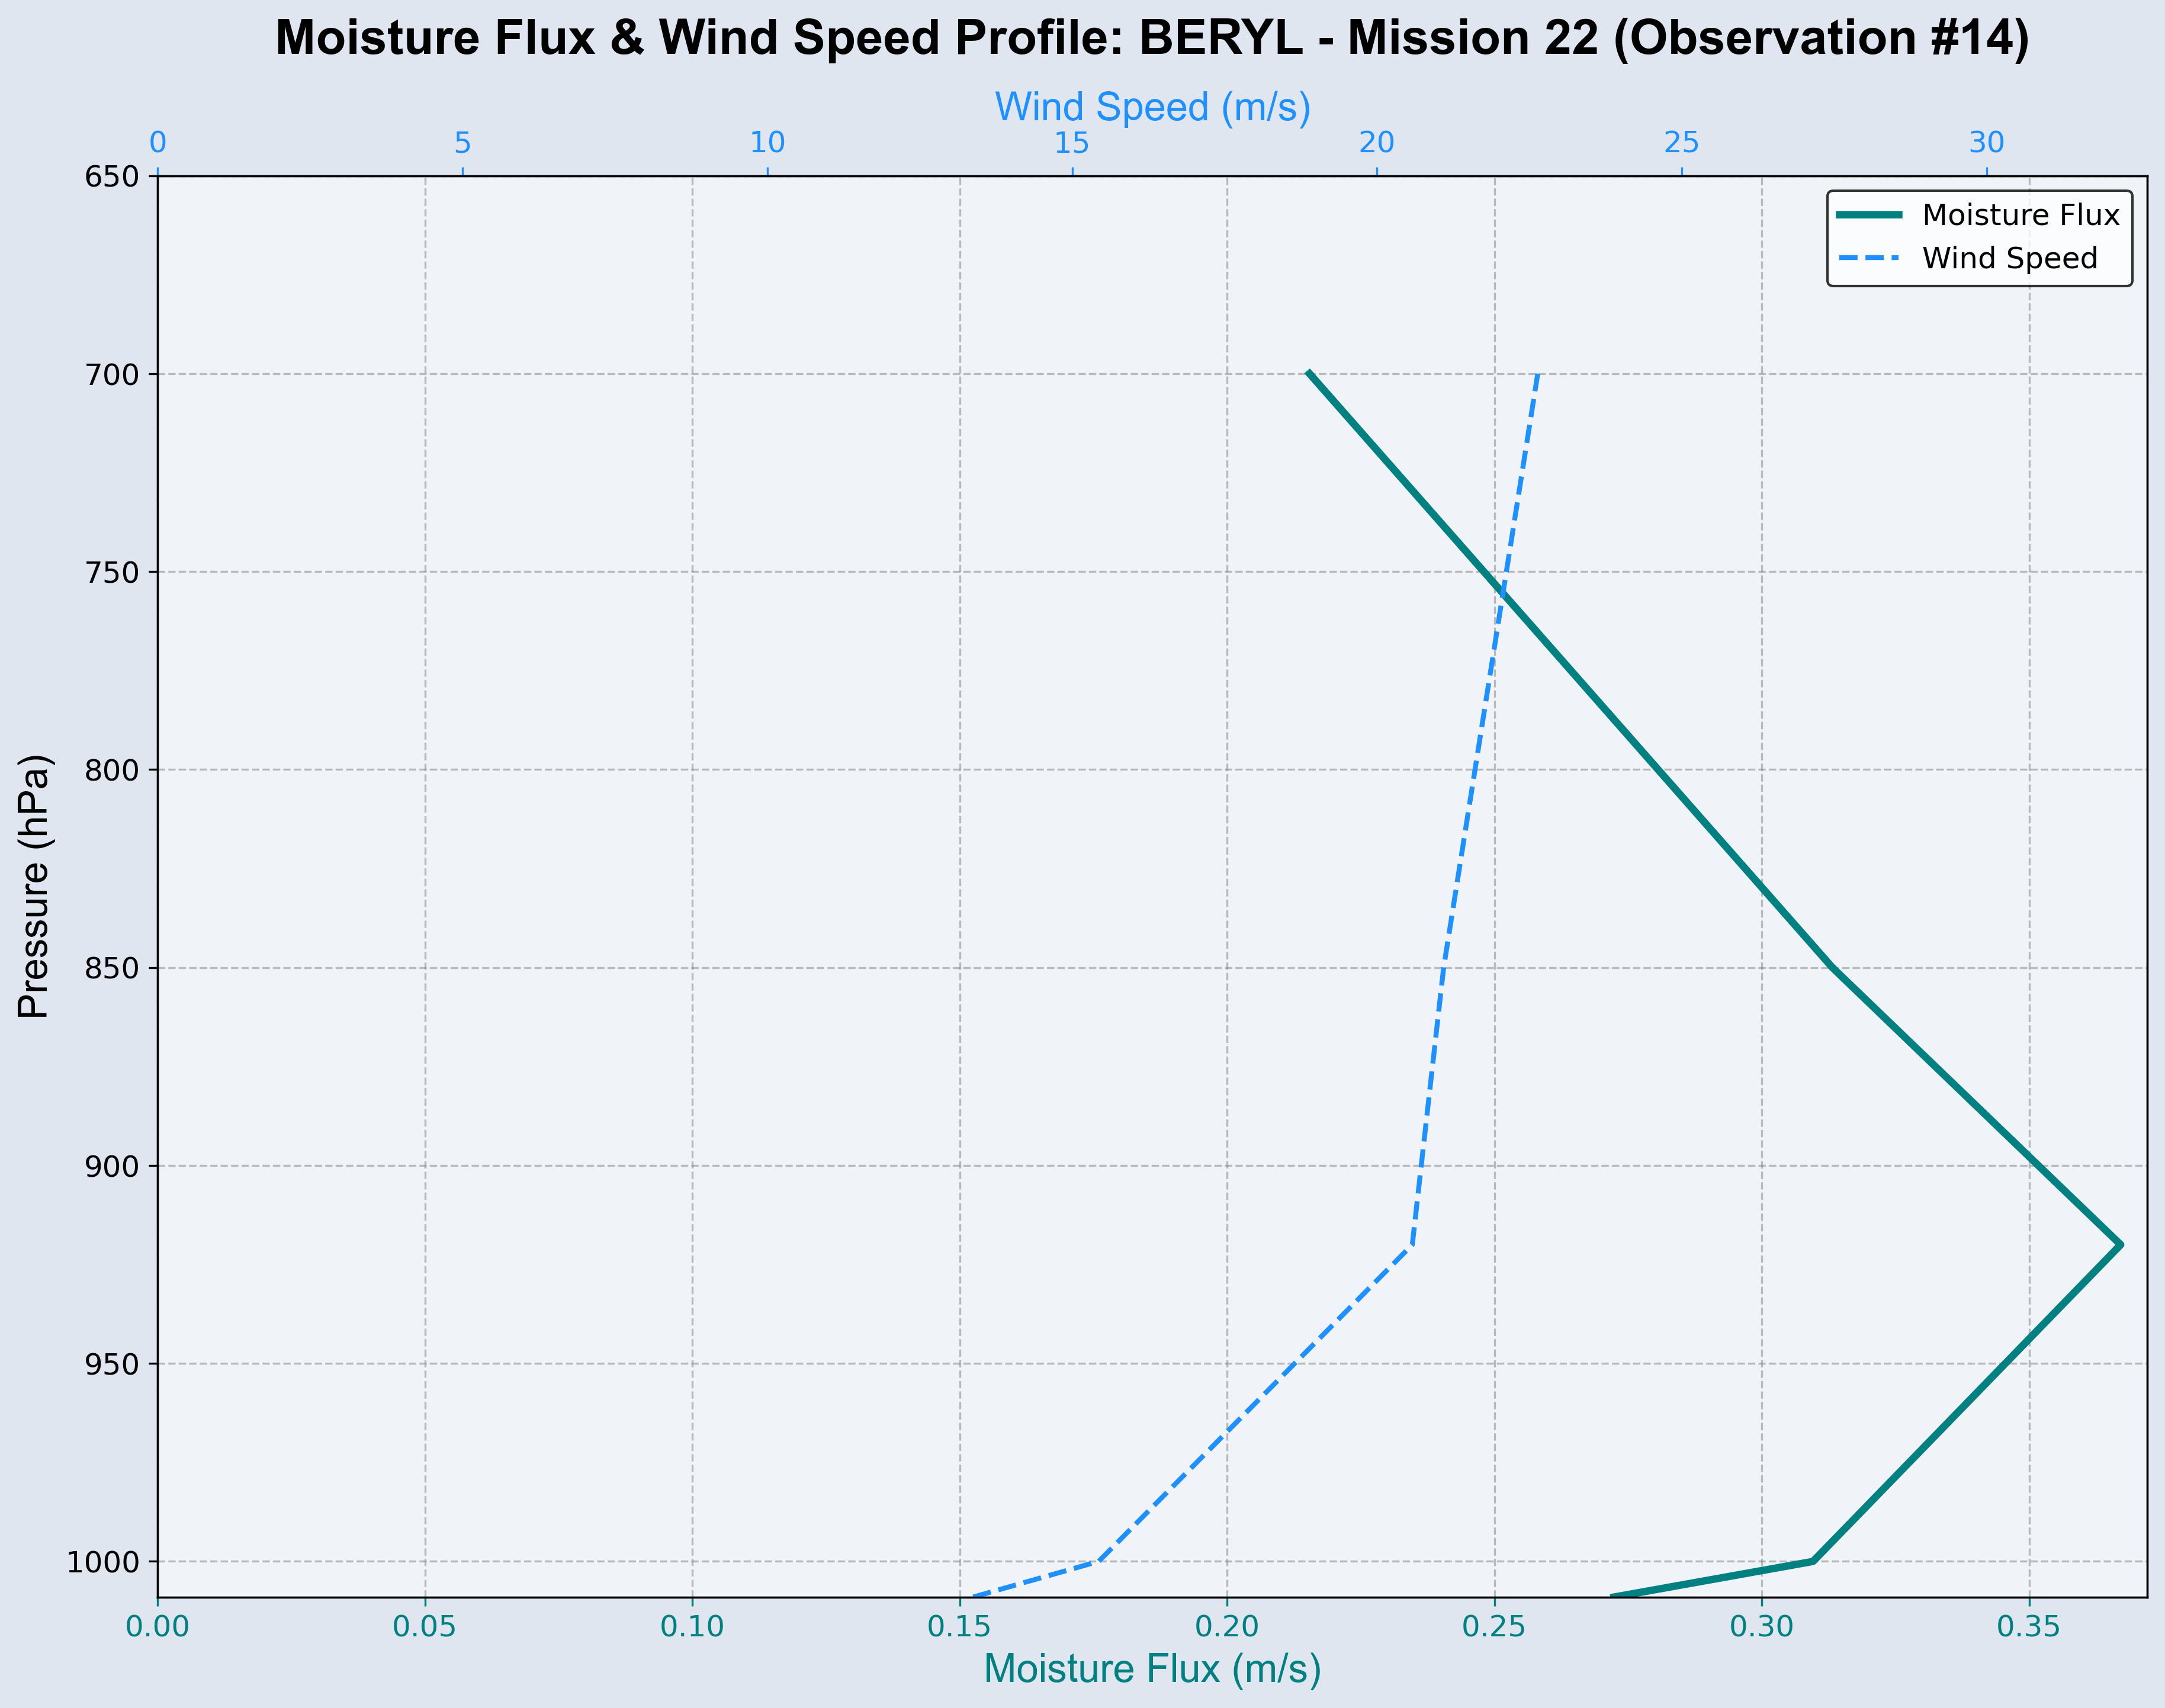 Moisture Flux & Wind Speed Profile: BERYL - Mission 22 (Observation #14)
Wind Speed (m/s)
0 5 10 15 20 25 30
Moisture Flux
Wind Speed
Pressure (hPa)
650
700
750
800
850
900
950
1000
0.00 0.05 0.10 0.15 0.20 0.25 0.30 0.35
Moisture Flux (m/s)